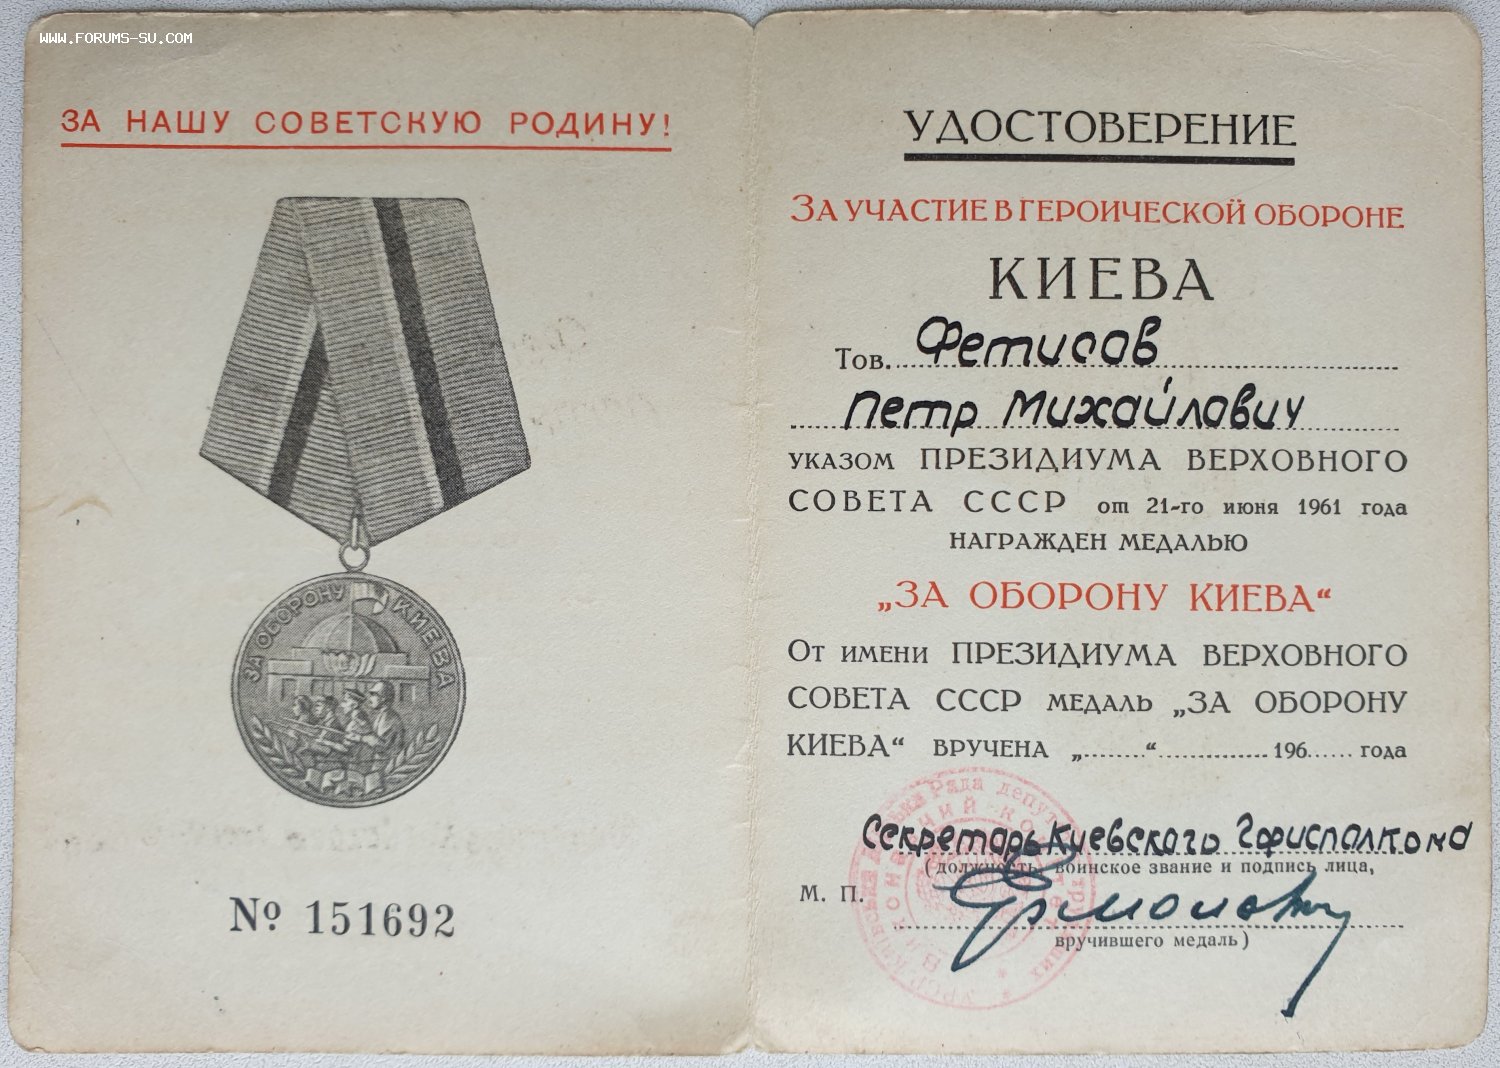 www.forums-su.com
ЗА НАШУ СОВЕТСКУЮ РОДИНУ!
ЗА ОБОРОНУ КИЕВА
№ 151692
УДОСТОВЕРЕНИЕ
ЗА УЧАСТИЕ В ГЕРОИЧЕСКОЙ ОБОРОНЕ
КИЕВА
Тов. Фетисов
Петр Михайлович
УКАЗОМ ПРЕЗИДИУМА ВЕРХОВНОГО
СОВЕТА СССР от 21-го июня 1961 года
НАГРАЖДЕН МЕДАЛЬЮ
„ЗА ОБОРОНУ КИЕВА“
От имени ПРЕЗИДИУМА ВЕРХОВНОГО
СОВЕТА СССР МЕДАЛЬ „ЗА ОБОРОНУ
КИЕВА“ ВРУЧЕНА „........“ .............. 196...... года
Секретарь Киевского Горисполкома
(должность, воинское звание и подпись лица,
М. П.
вручившего медаль)